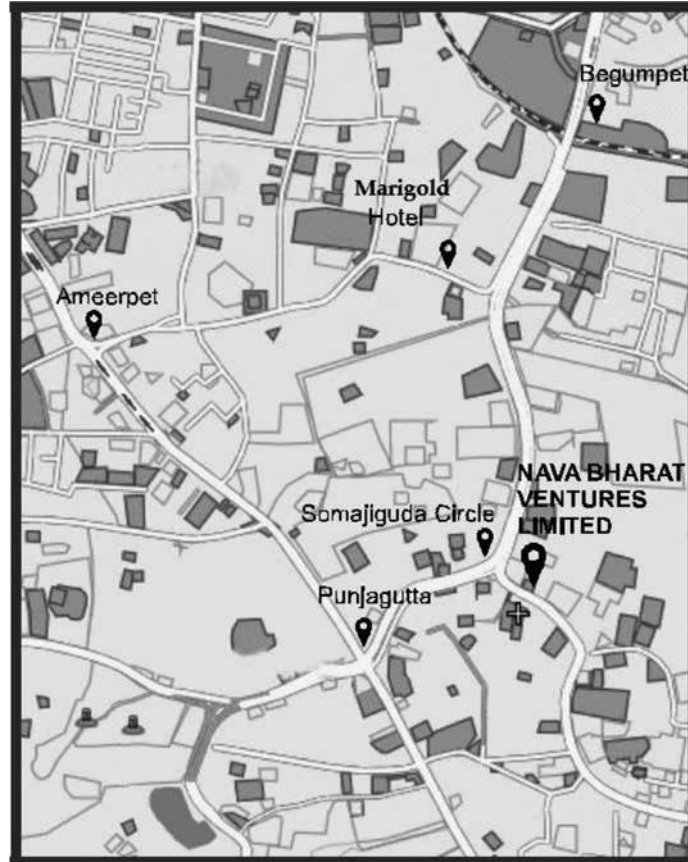 Begumpet
Marigold
Hotel
Ameerpet
NAVA BHARAT
VENTURES
LIMITED
Somajiguda Circle
Punjagutta